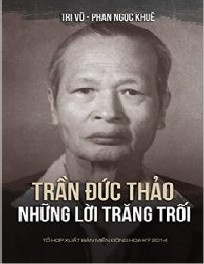 TRI VŨ - PHAN NGỌC KHUÊ
TRẦN ĐỨC THẢO
NHỮNG LỜI TRĂNG TRỐI
TỔ HỢP XUẤT BẢN MIỀN ĐÔNG HOA KỲ 2014